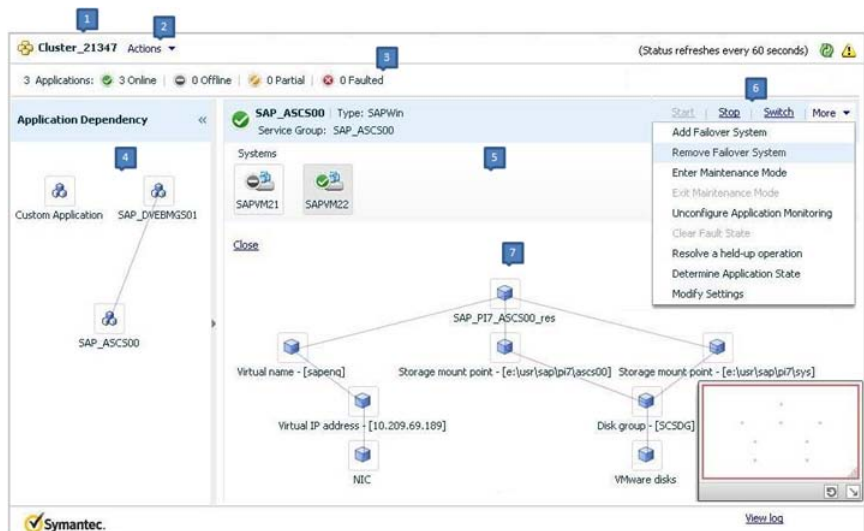 1
2
Cluster_21347 Actions
(Status refreshes every 60 seconds)
3
3 Applications: 3 Online | 0 Offline | 0 Partial | 0 Faulted
6
Application Dependency «
SAP_ASCS00 | Type: SAPWin
Service Group: SAP_ASCS00
Start | Stop | Switch | More
Add Failover System
Remove Failover System
Enter Maintenance Mode
Exit Maintenance Mode
Unconfigure Application Monitoring
Clear Fault State
Resolve a held-up operation
Determine Application State
Modify Settings
4
5
Systems
SAPVM21
SAPVM22
Custom Application
SAP_DVEBMGS01
SAP_ASCS00
Close
7
SAP_PI7_ASCS00_res
Virtual name - [sapenq]
Storage mount point - [e:\usr\sap\pi7\ascs00]
Storage mount point - [e:\usr\sap\pi7\sys]
Virtual IP address - [10.209.69.189]
Disk group - [SCSDG]
NIC
VMware disks
Symantec.
View log